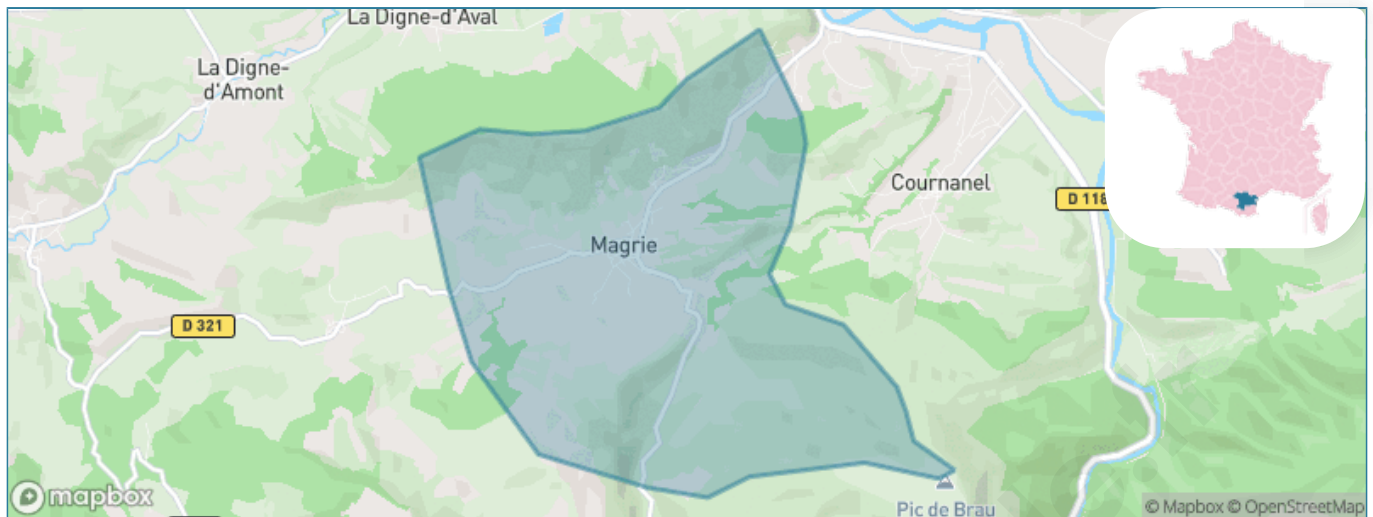 La Digne-d'Aval
La Digne-
d'Amont
Cournanel
D 118
Magrie
D 321
Pic de Brau
mapbox
© Mapbox © OpenStreetMap